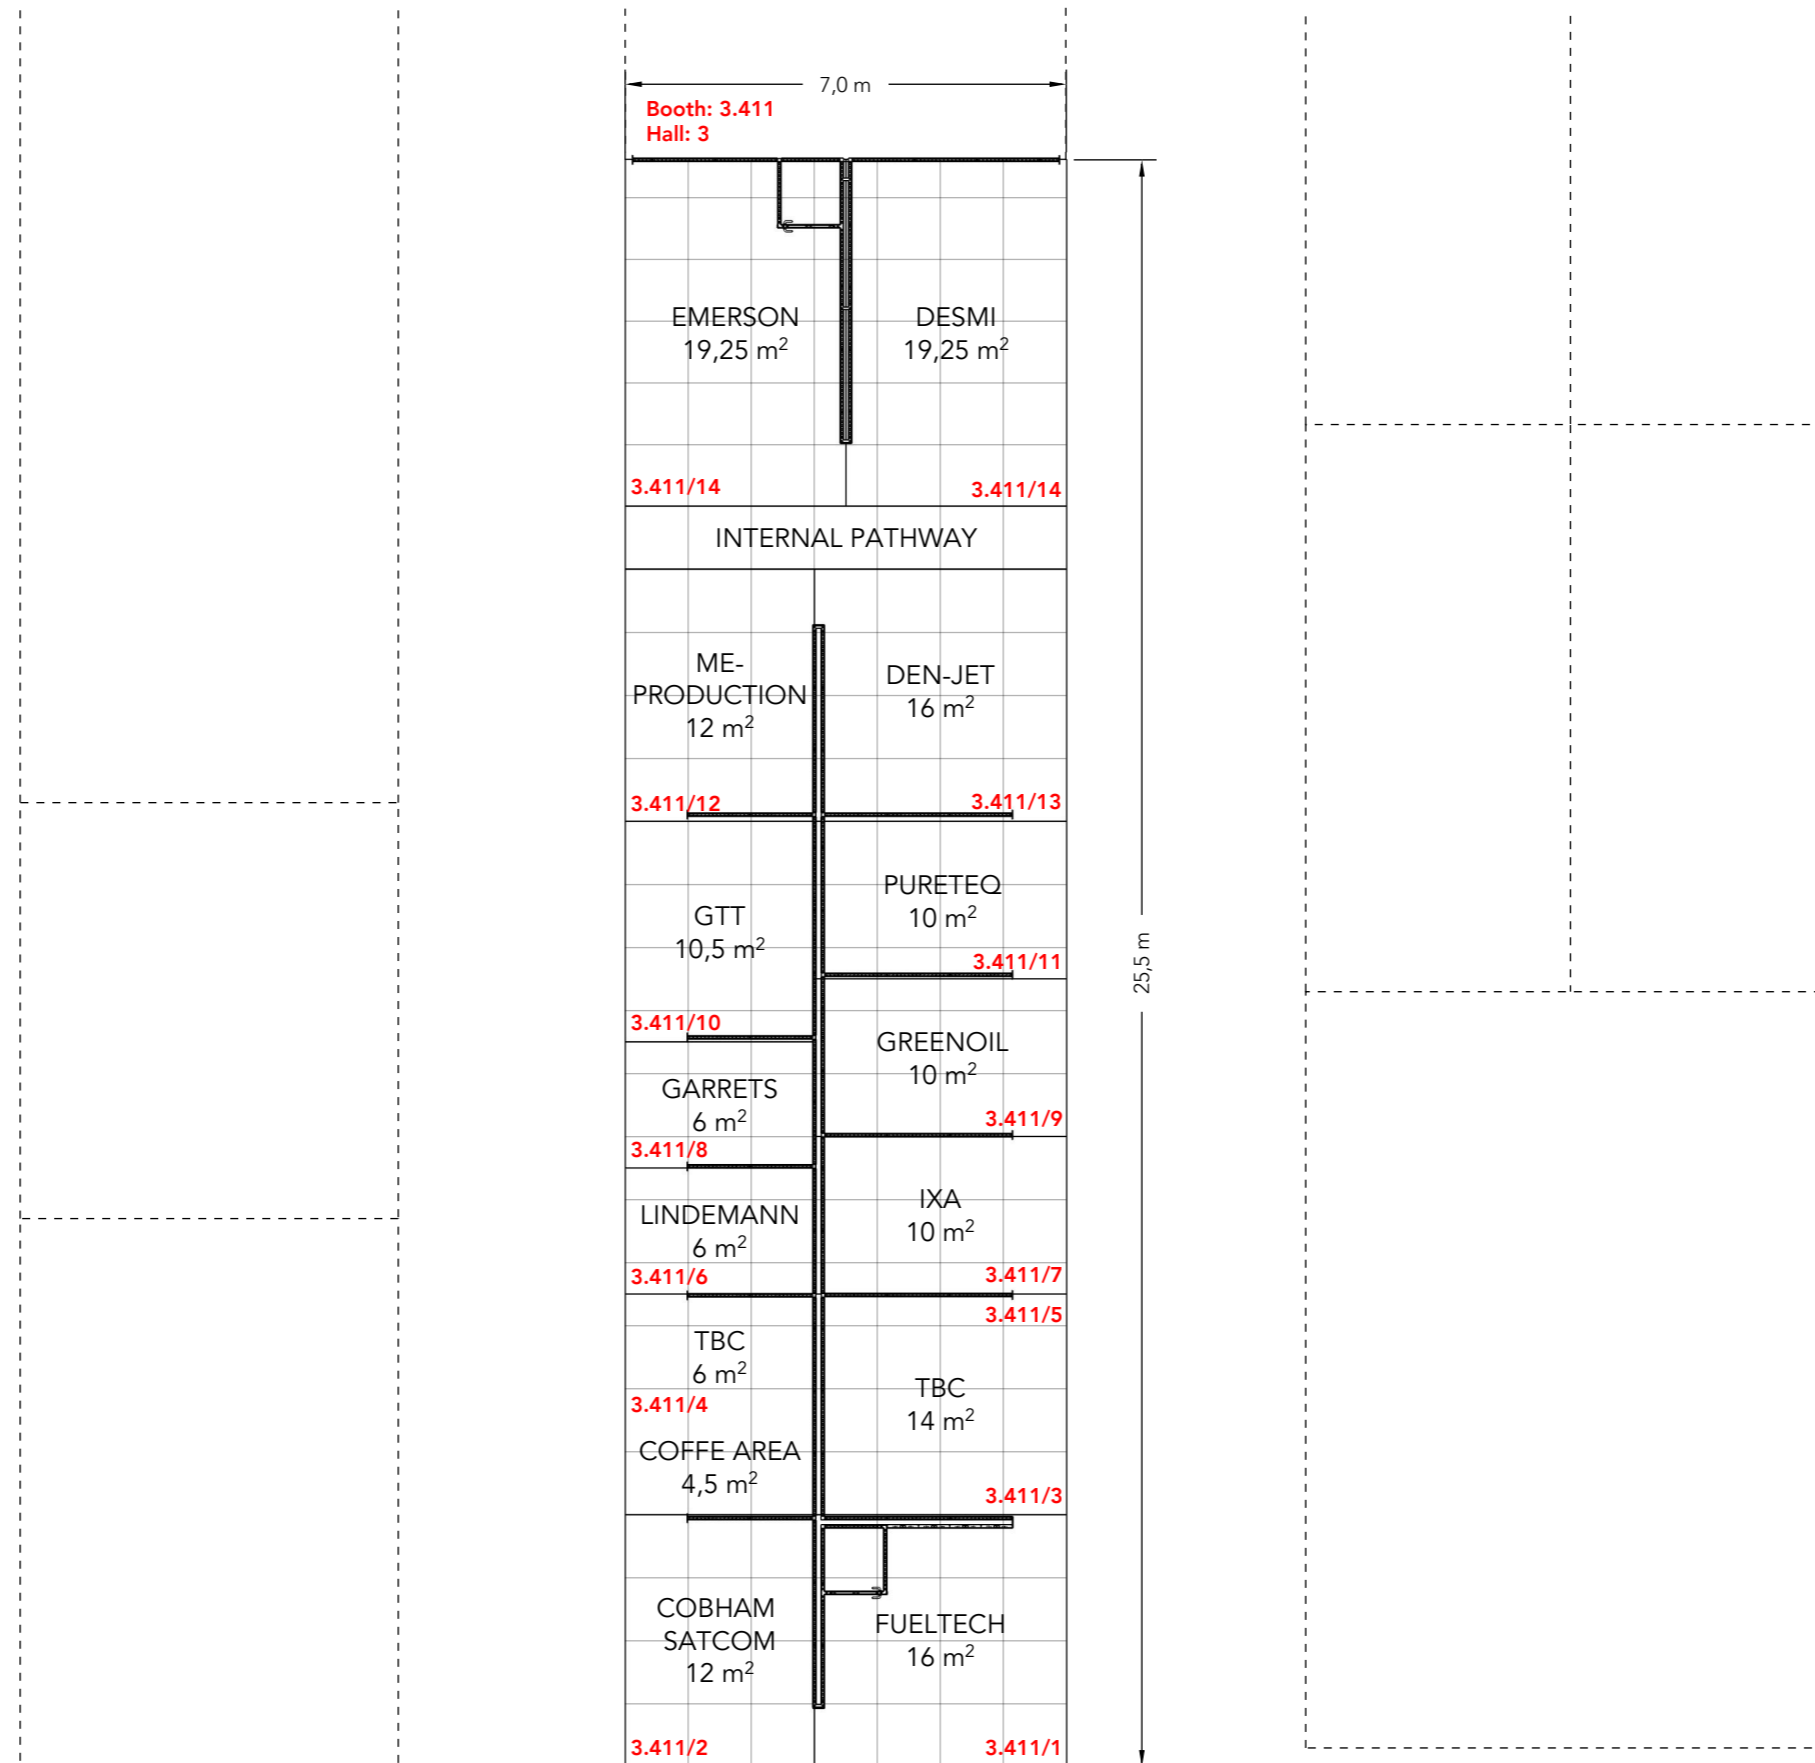 7,0 m
Booth: 3.411
Hall: 3
EMERSON
19,25 m²
DESMI
19,25 m²
3.411/14
3.411/14
INTERNAL PATHWAY
ME-
PRODUCTION
12 m²
DEN-JET
16 m²
3.411/12
3.411/13
PURETEQ
10 m²
GTT
10,5 m²
3.411/11
25,5 m
3.411/10
GREENOIL
10 m²
GARRETS
6 m²
3.411/9
3.411/8
IXA
10 m²
LINDEMANN
6 m²
3.411/6
3.411/7
3.411/5
TBC
6 m²
3.411/4
TBC
14 m²
COFFE AREA
4,5 m²
3.411/3
COBHAM
SATCOM
12 m²
FUELTECH
16 m²
3.411/2
3.411/1